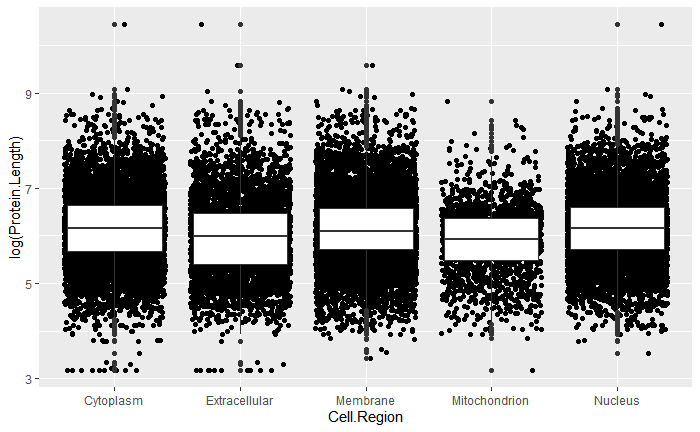 log(Protein.Length)
9
7
5
3
Cytoplasm Extracellular Membrane Mitochondrion Nucleus
Cell.Region